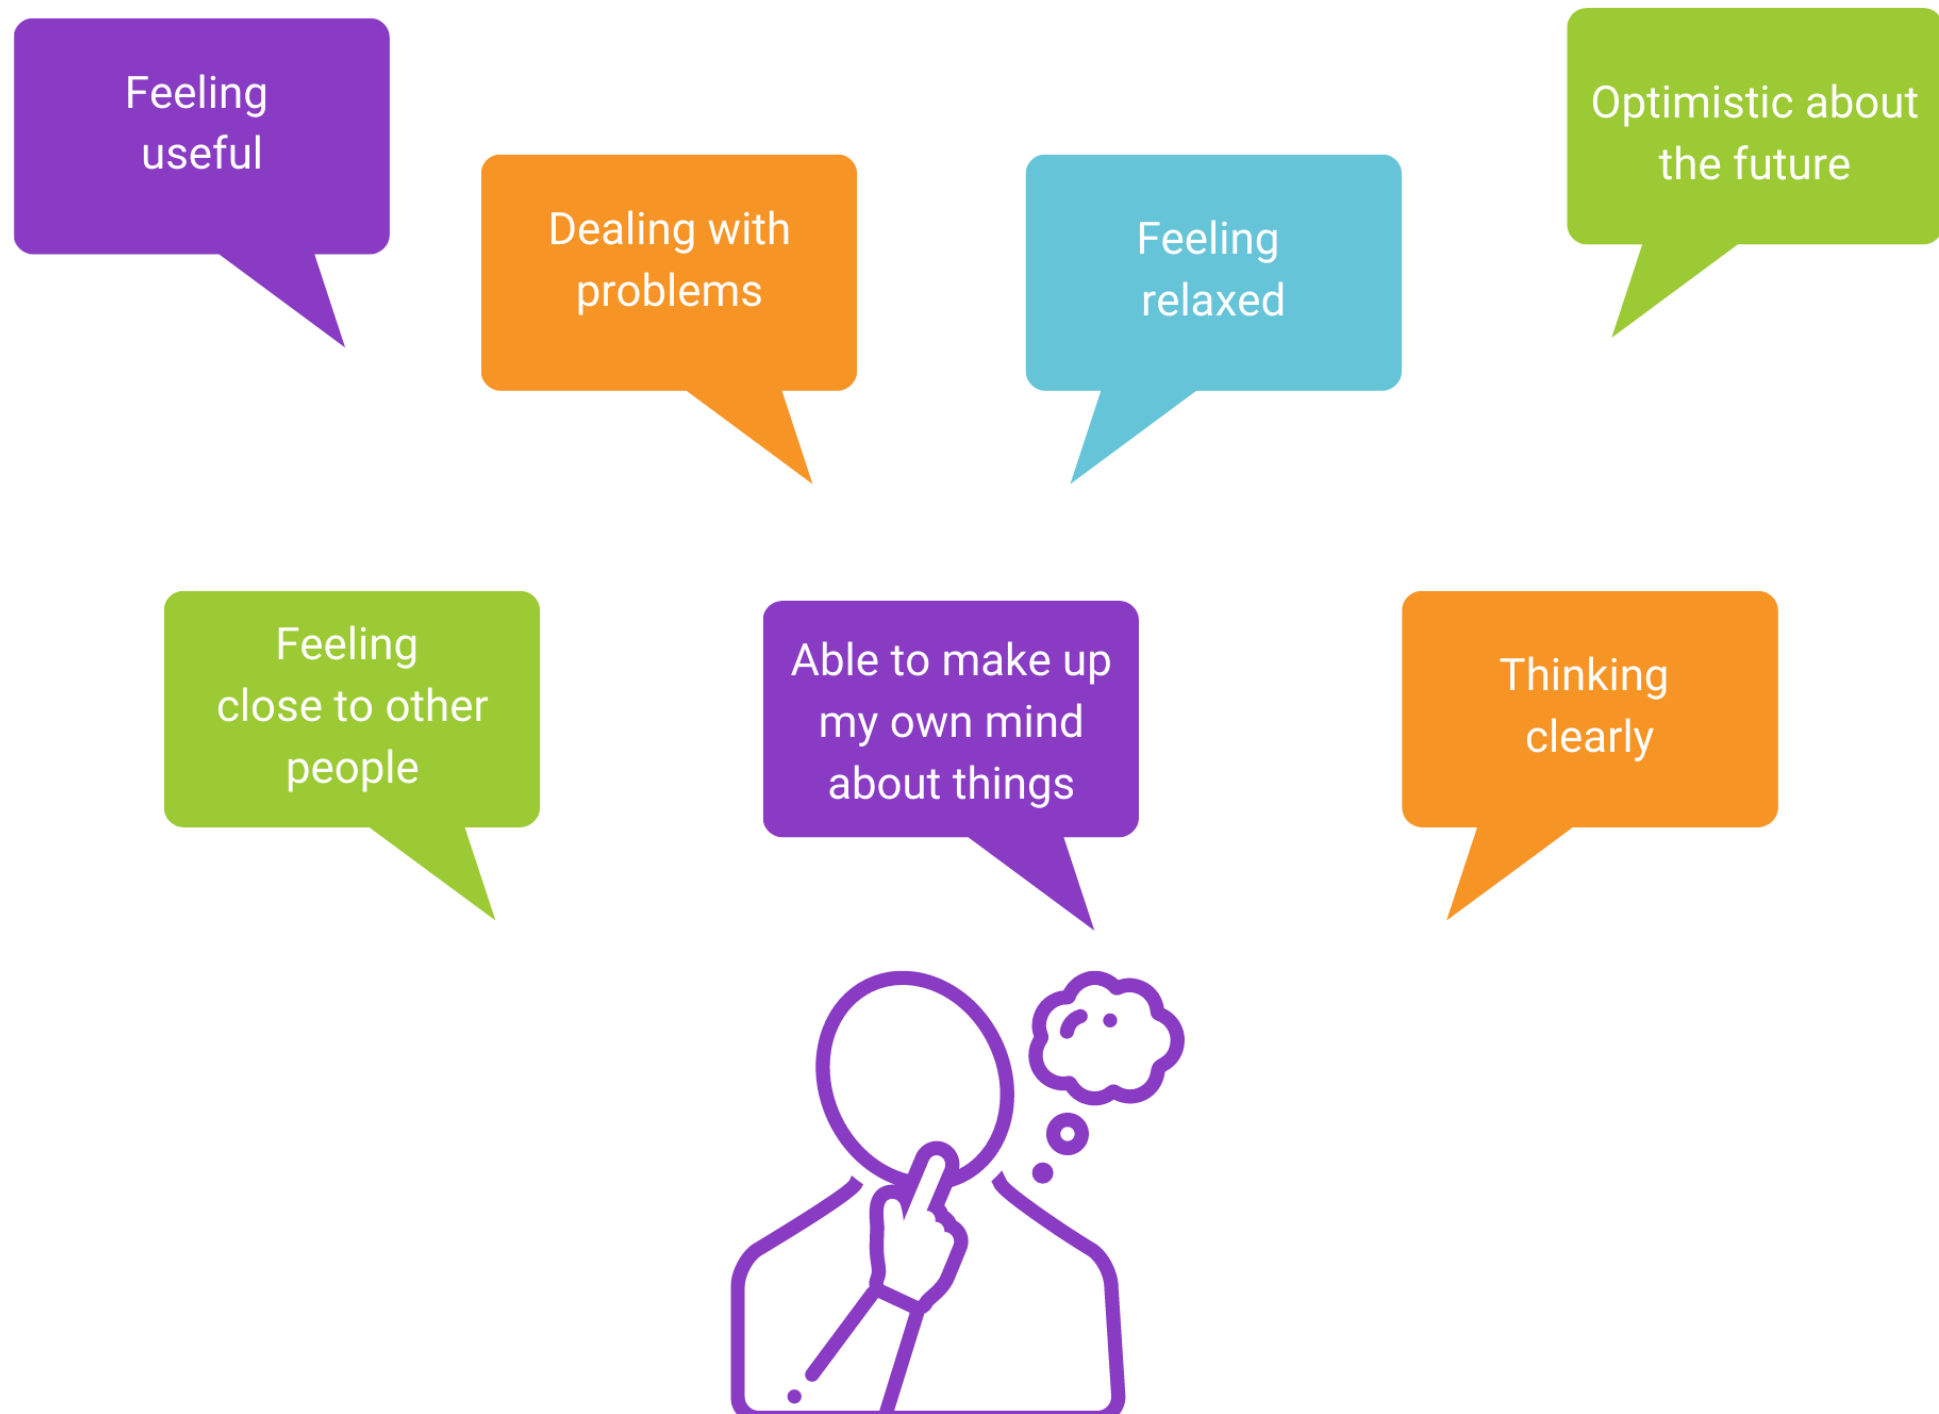 Feeling
useful
Dealing with
problems
Feeling
relaxed
Optimistic about
the future
Feeling
close to other
people
Able to make up
my own mind
about things
Thinking
clearly